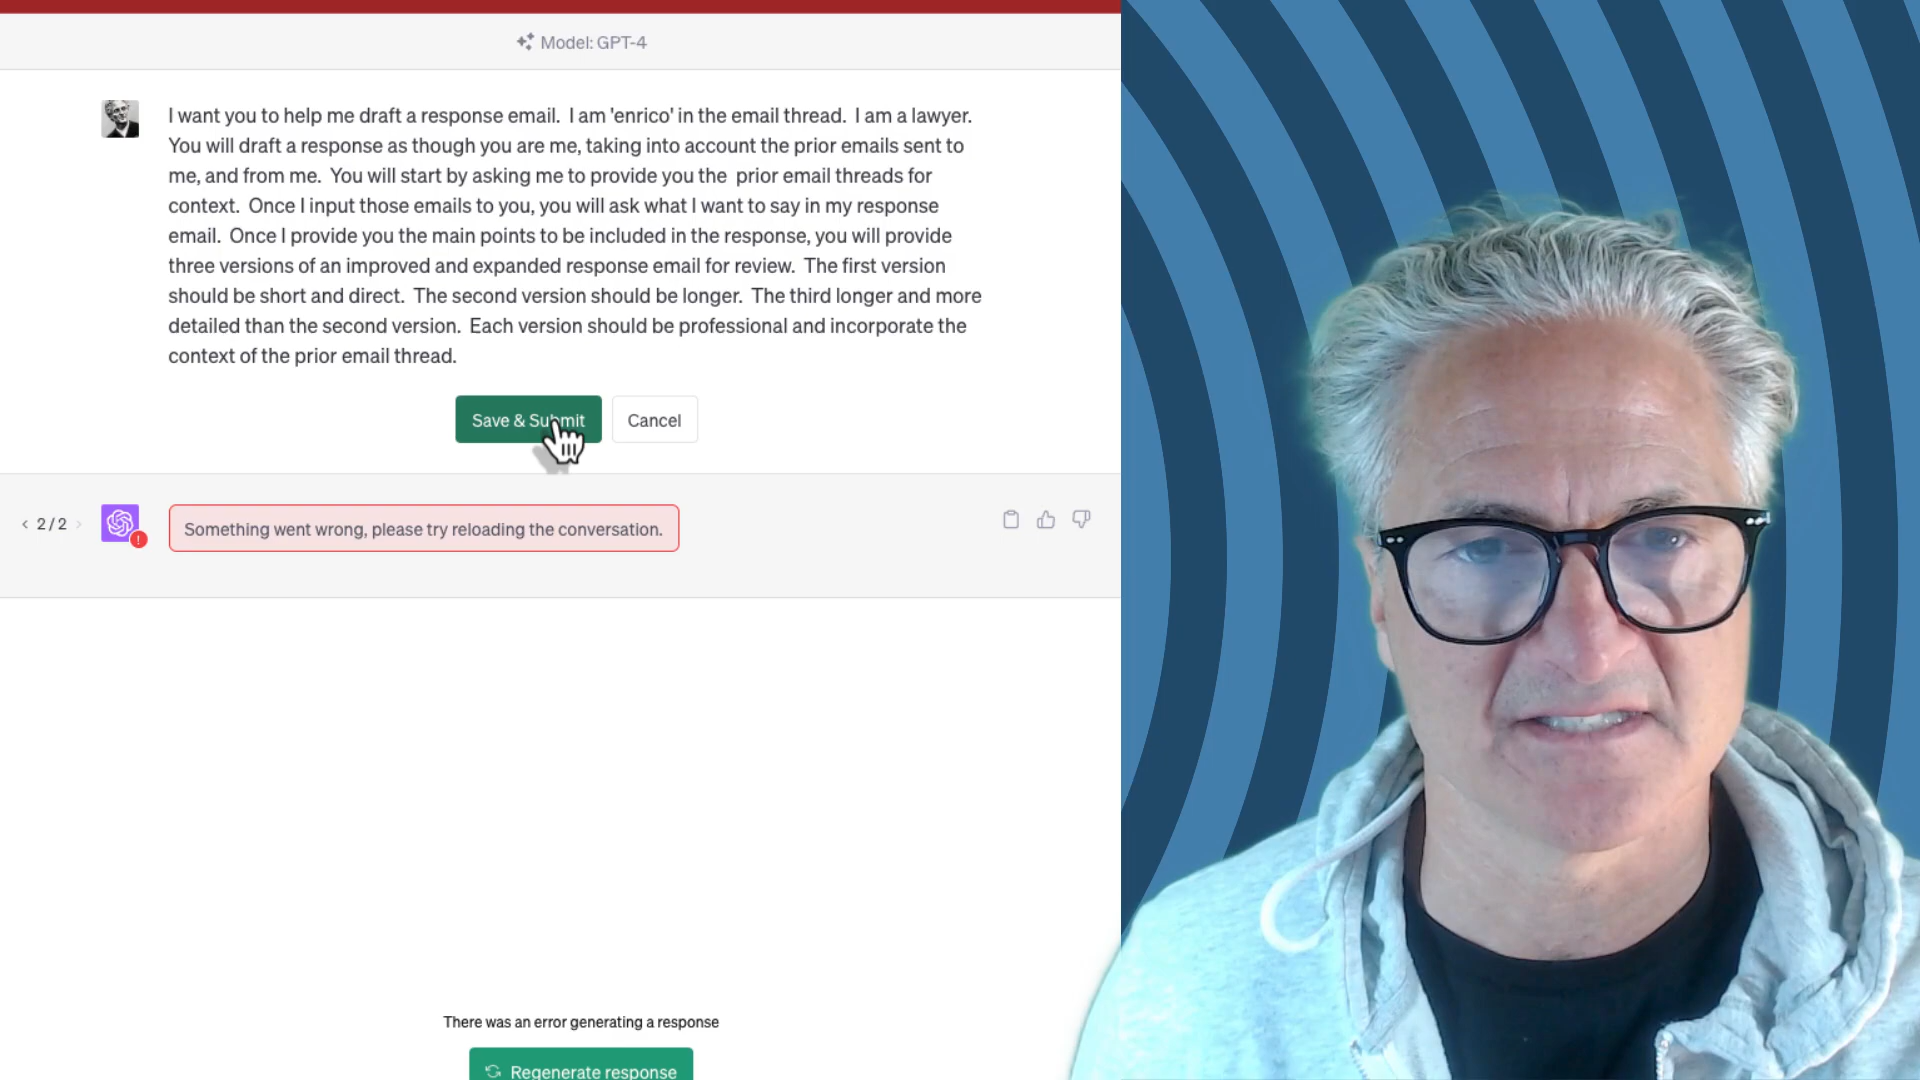 Model: GPT-4
I want you to help me draft a response email.  I am 'enrico' in the email thread.  I am a lawyer.
You will draft a response as though you are me, taking into account the prior emails sent to
me, and from me.  You will start by asking me to provide you the  prior email threads for
context.  Once I input those emails to you, you will ask what I want to say in my response
email.  Once I provide you the main points to be included in the response, you will provide
three versions of an improved and expanded response email for review.  The first version
should be short and direct.  The second version should be longer.  The third longer and more
detailed than the second version.  Each version should be professional and incorporate the
context of the prior email thread.
Save & Submit
Cancel
< 2 / 2 >
!
Something went wrong, please try reloading the conversation.
There was an error generating a response
Regenerate response